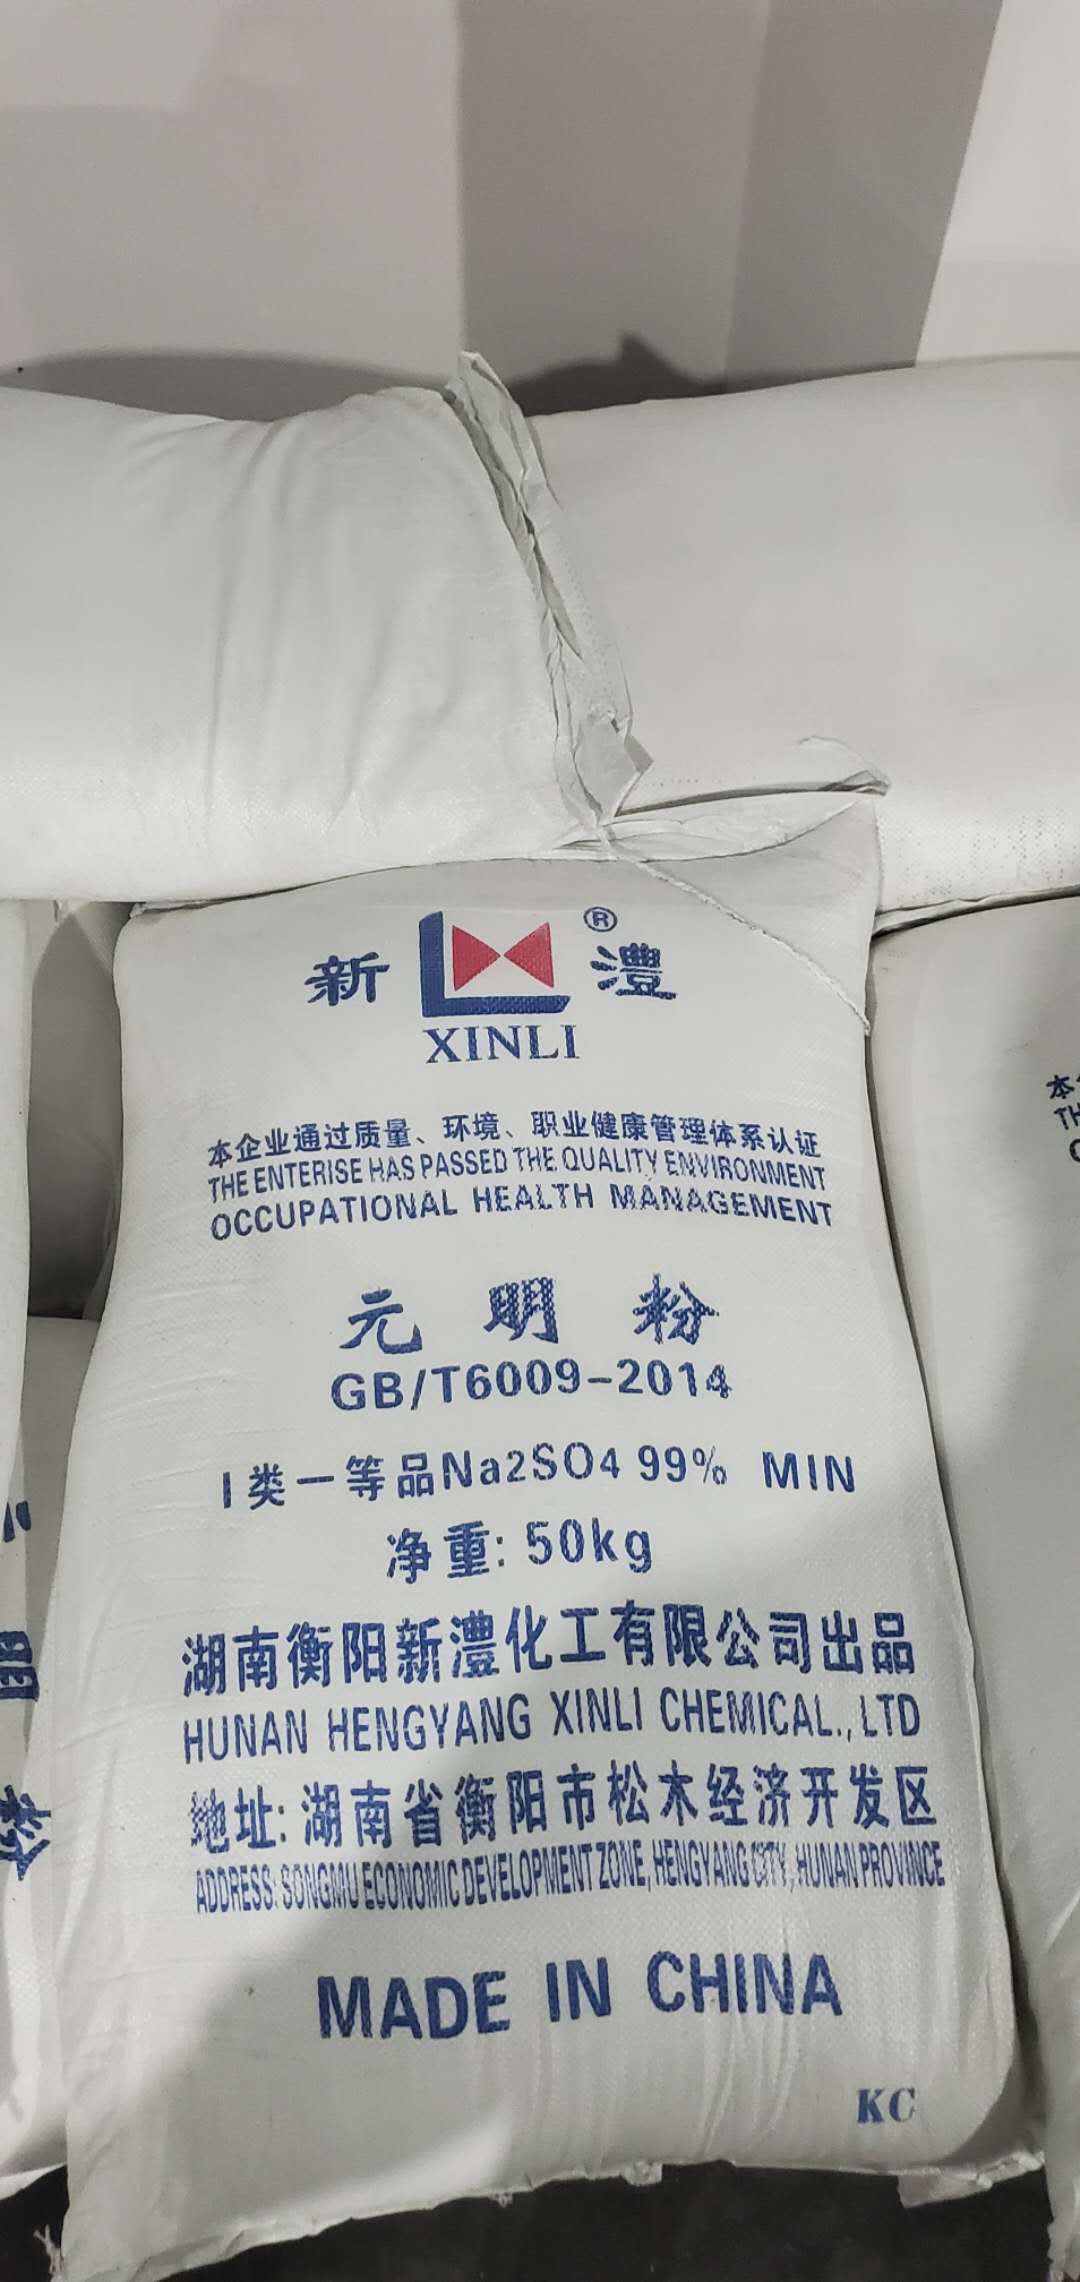 新 ® 澧
XINLI
本企业通过质量、环境、职业健康管理体系认证
THE ENTERISE HAS PASSED THE QUALITY ENVIRONMENT
OCCUPATIONAL HEALTH MANAGEMENT
元明粉
GB/T6009-2014
I类一等品Na2SO4 99% MIN
净重: 50kg
湖南衡阳新澧化工有限公司出品
HUNAN HENGYANG XINLI CHEMICAL., LTD
地址: 湖南省衡阳市松木经济开发区
ADDRESS: SONGMU ECONOMIC DEVELOPMENT ZONE, HENGYANG CITY, HUNAN PROVINCE
MADE IN CHINA
KC
明
粉
本
TH